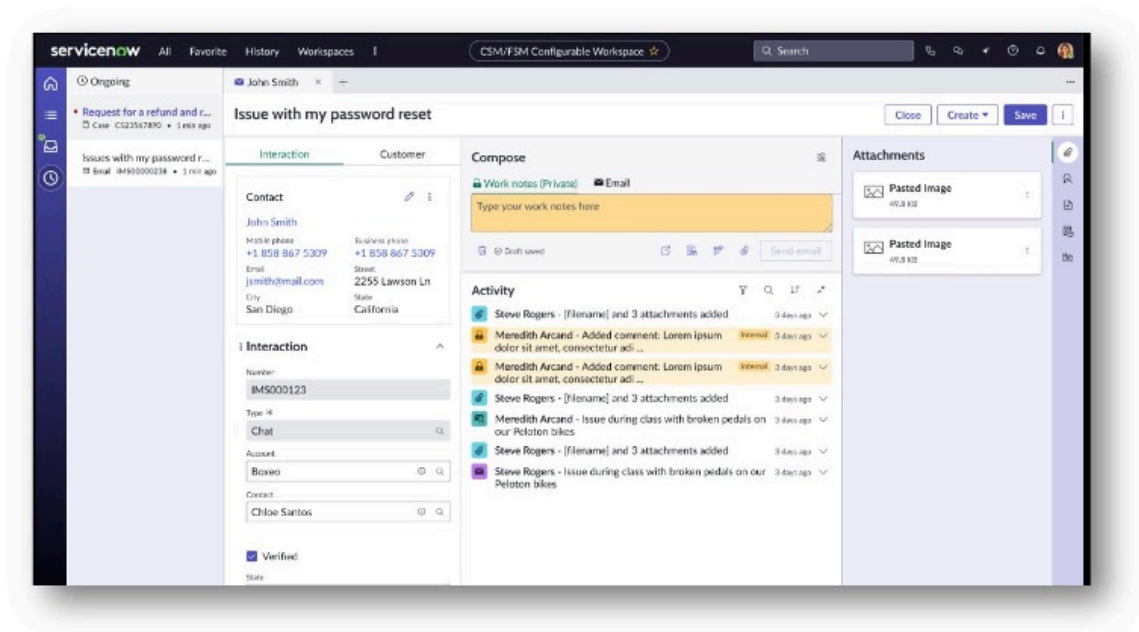 servicenow All Favorite History Workspaces CSM/FSM Configurable Workspace Search
Ongoing
John Smith × +
Request for a refund and r...
Case CS23567890 • 1 min ago
Issues with my password r...
Email IMS00000238 • 1 min ago
Issue with my password reset
Close Create Save
Interaction Customer
Contact
John Smith
Mobile phone Business phone
+1 858 867 5309 +1 858 867 5309
Email Street
jsmith@mail.com 2255 Lawson Ln
City State
San Diego California
Interaction
Number
IMS000123
Type
Chat
Account
Boxeo
Contact
Chloe Santos
Verified
State
Compose
Work notes (Private) Email
Type your work notes here
Draft saved Send email
Activity
Steve Rogers - [filename] and 3 attachments added 3 days ago
Meredith Arcand - Added comment: Lorem ipsum Internal 3 days ago
dolor sit amet, consectetur adi ...
Meredith Arcand - Added comment: Lorem ipsum Internal 3 days ago
dolor sit amet, consectetur adi ...
Steve Rogers - [filename] and 3 attachments added 3 days ago
Meredith Arcand - Issue during class with broken pedals on 3 days ago
our Peloton bikes
Steve Rogers - [filename] and 3 attachments added 3 days ago
Steve Rogers - Issue during class with broken pedals on our 3 days ago
Peloton bikes
Attachments
Pasted Image
49.8 KB
Pasted Image
49.8 KB